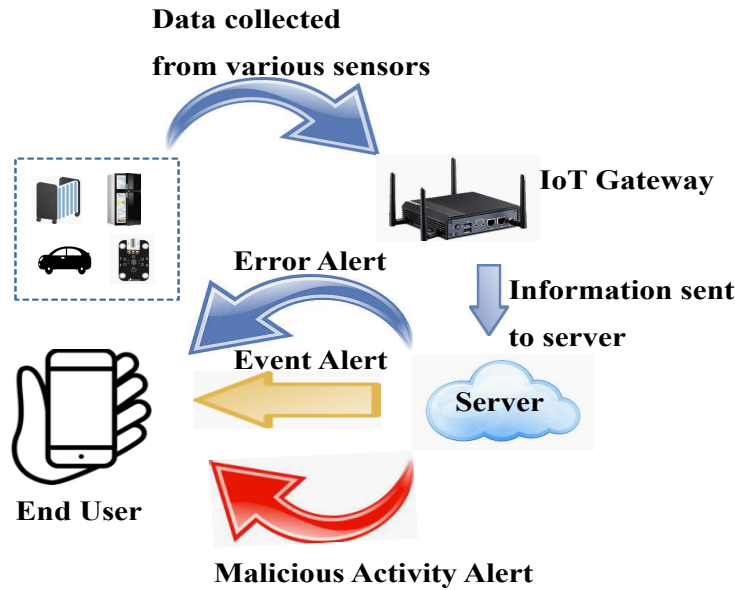 Data collected
from various sensors
IoT Gateway
Error Alert
Information sent
to server
Event Alert
Server
End User
Malicious Activity Alert